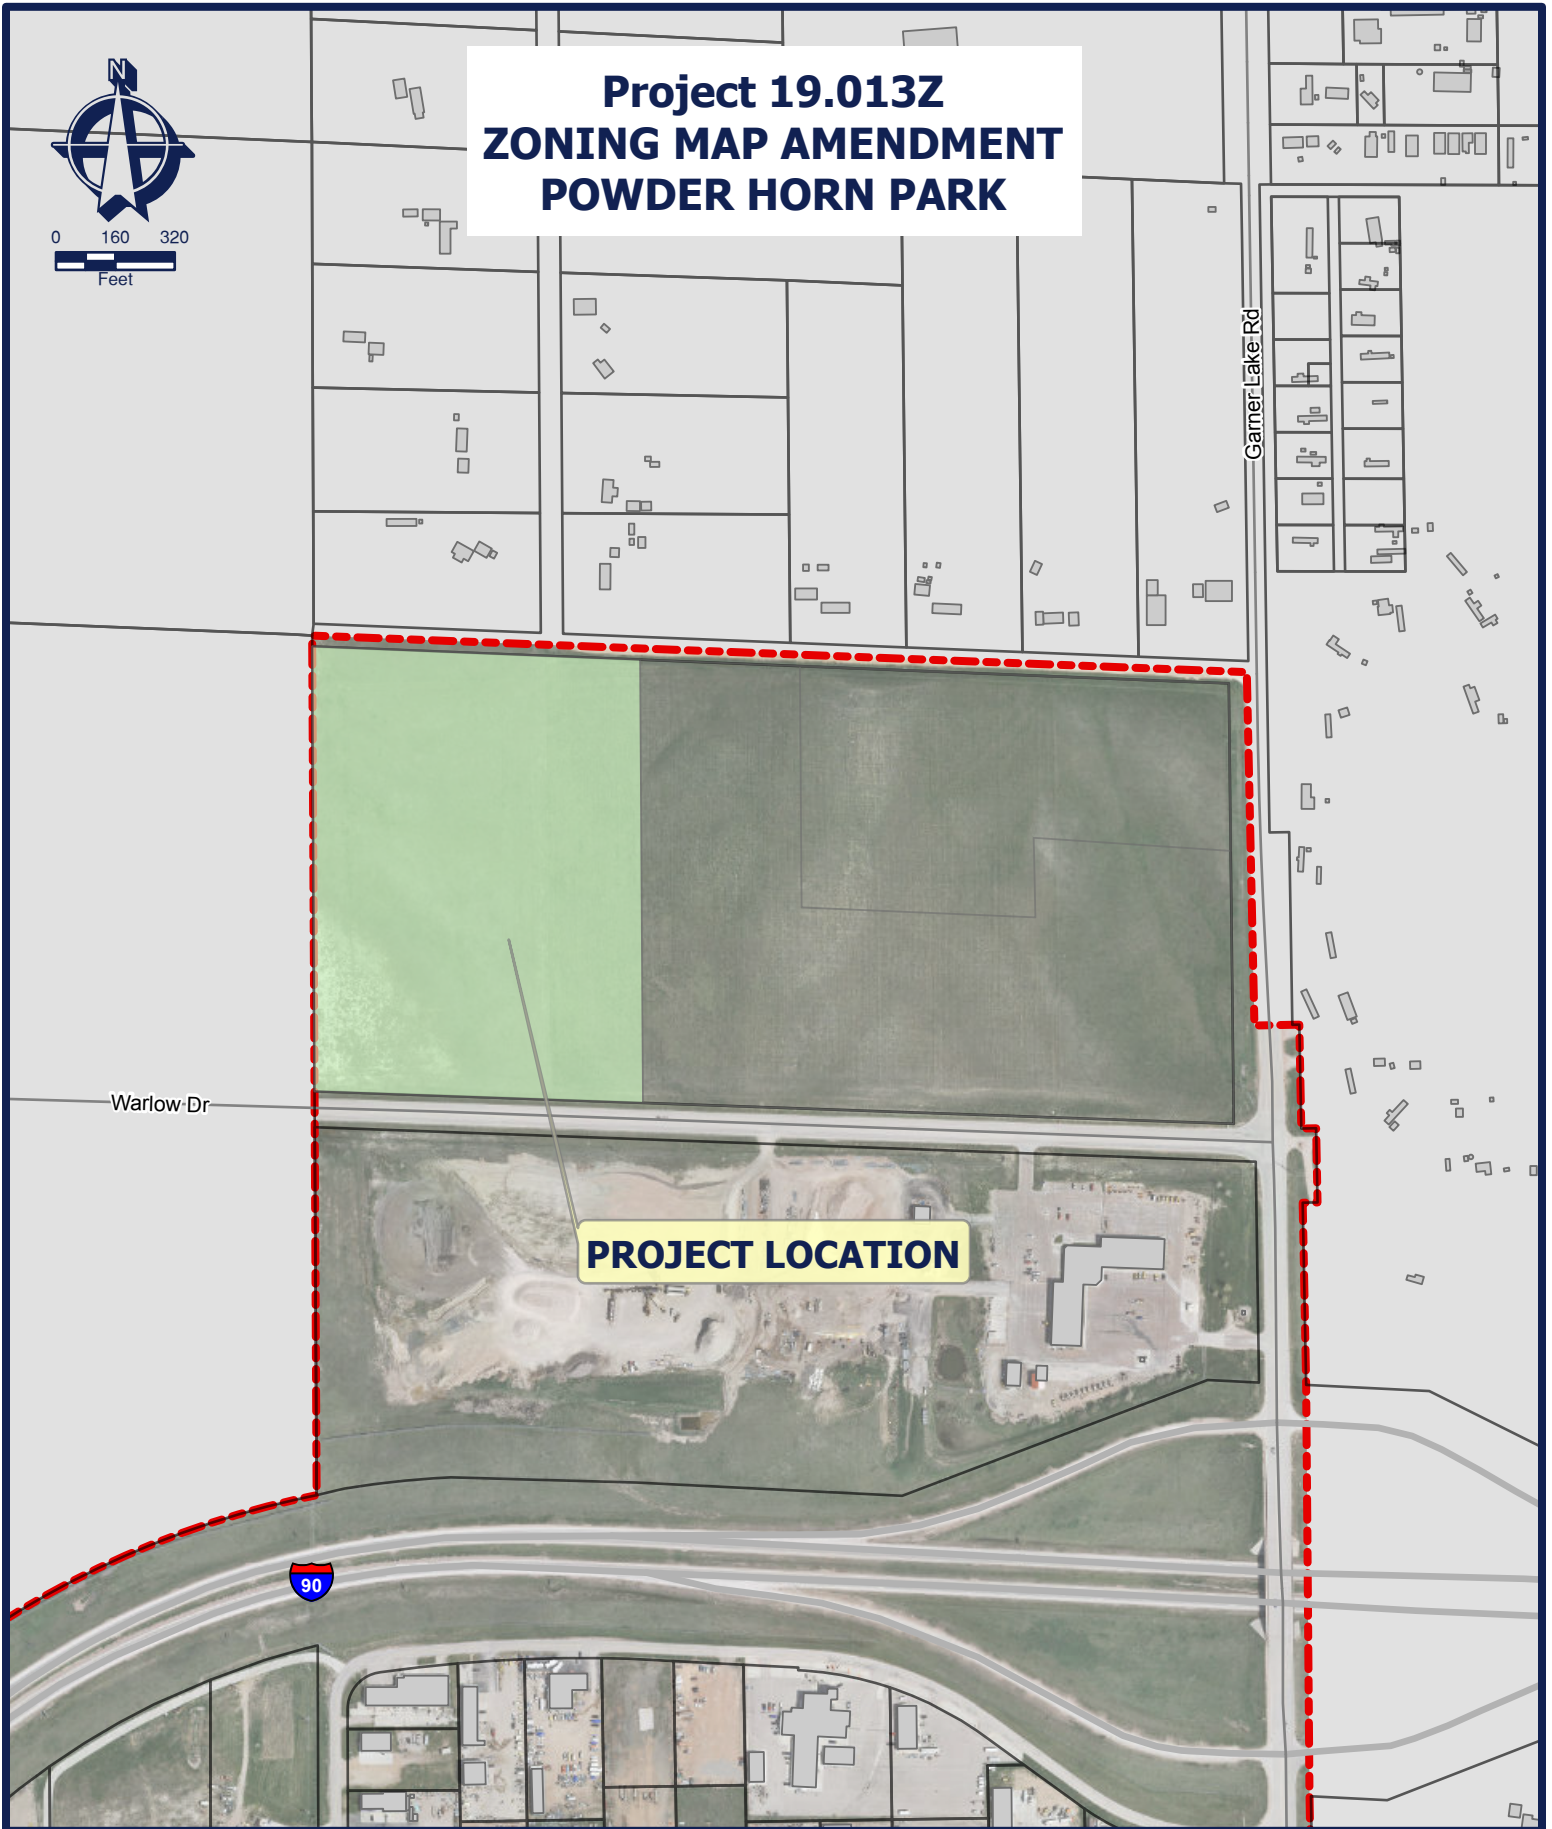 Project 19.013Z
ZONING MAP AMENDMENT
POWDER HORN PARK
N
0 160 320
Feet
Garner Lake Rd
Warlow Dr
PROJECT LOCATION
90